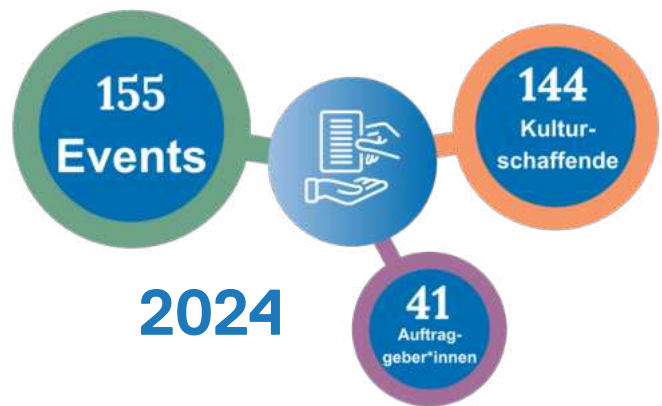 155
Events
144
Kultur-
schaffende
2024
41
Auftrag-
geber*innen